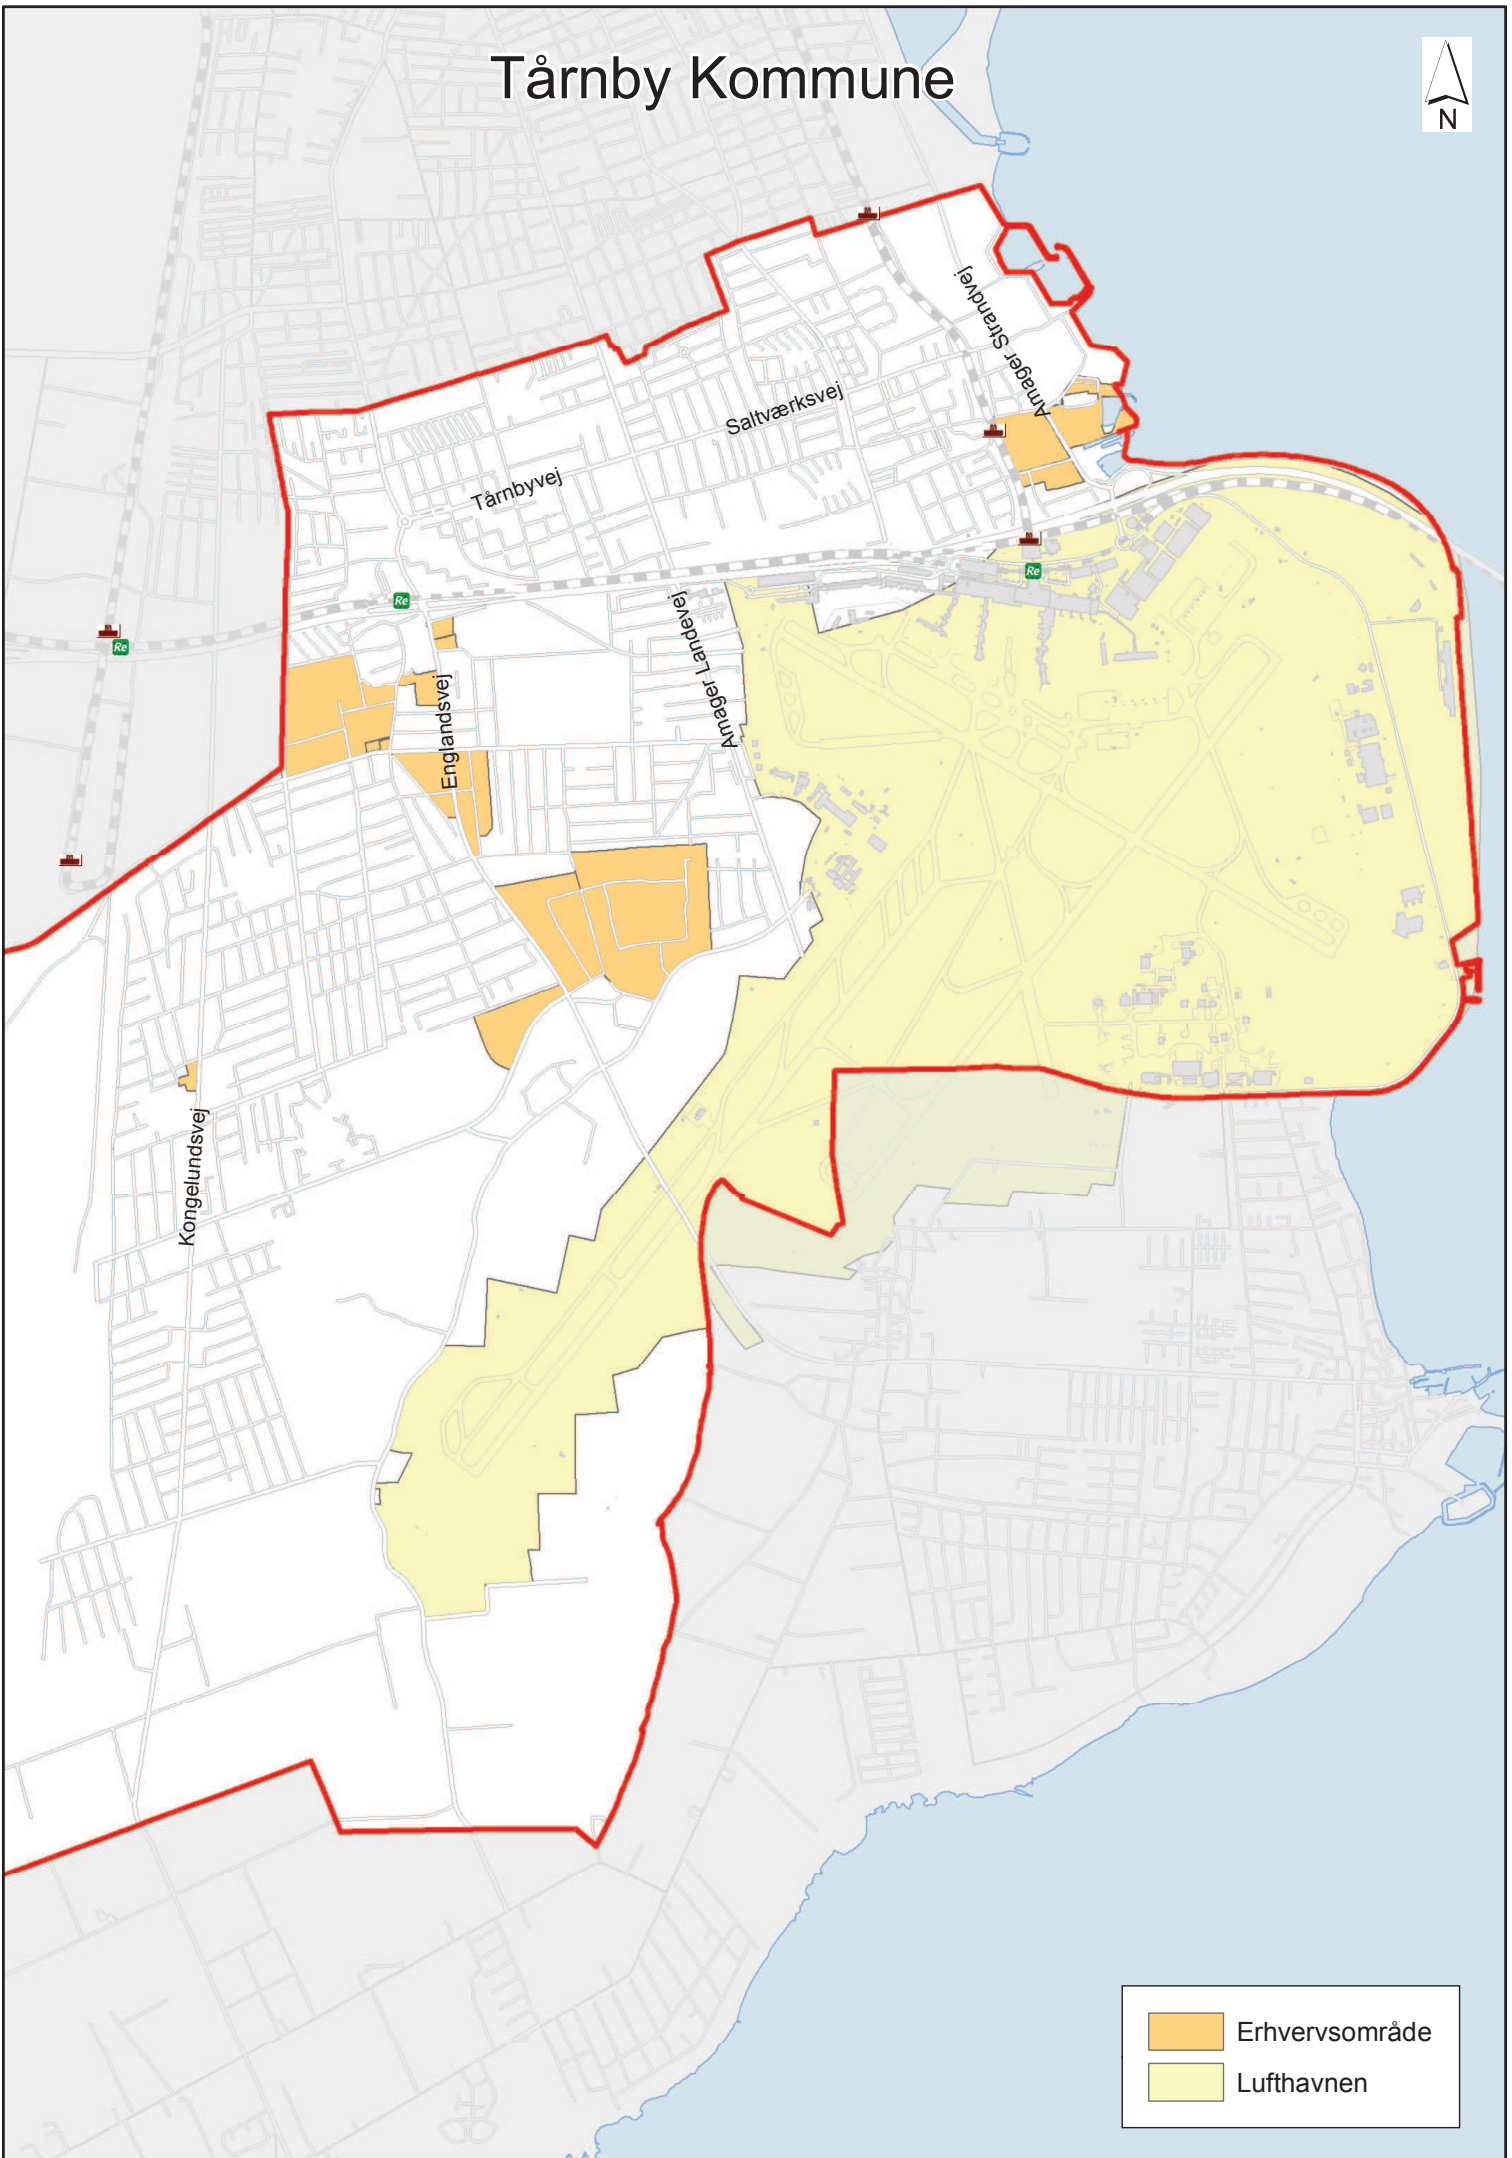 Tårnby Kommune
N
Amager Strandvej
Saltværksvej
Tårnbyvej
Re
Re
Re
Amager Landevej
Englandsvej
Kongelundsvej
Erhvervsområde
Lufthavnen